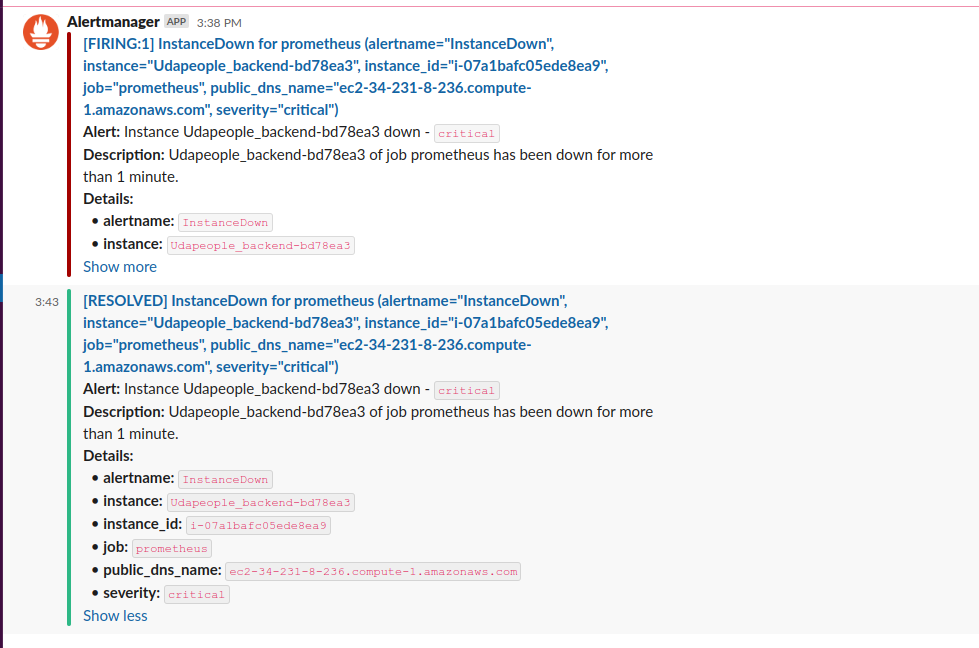 Alertmanager APP 3:38 PM
[FIRING:1] InstanceDown for prometheus (alertname="InstanceDown",
instance="Udapeople_backend-bd78ea3", instance_id="i-07a1bafc05ede8ea9",
job="prometheus", public_dns_name="ec2-34-231-8-236.compute-
1.amazonaws.com", severity="critical")
Alert: Instance Udapeople_backend-bd78ea3 down - critical
Description: Udapeople_backend-bd78ea3 of job prometheus has been down for more
than 1 minute.
Details:
• alertname: InstanceDown
• instance: Udapeople_backend-bd78ea3
Show more
3:43 [RESOLVED] InstanceDown for prometheus (alertname="InstanceDown",
instance="Udapeople_backend-bd78ea3", instance_id="i-07a1bafc05ede8ea9",
job="prometheus", public_dns_name="ec2-34-231-8-236.compute-
1.amazonaws.com", severity="critical")
Alert: Instance Udapeople_backend-bd78ea3 down - critical
Description: Udapeople_backend-bd78ea3 of job prometheus has been down for more
than 1 minute.
Details:
• alertname: InstanceDown
• instance: Udapeople_backend-bd78ea3
• instance_id: i-07a1bafc05ede8ea9
• job: prometheus
• public_dns_name: ec2-34-231-8-236.compute-1.amazonaws.com
• severity: critical
Show less